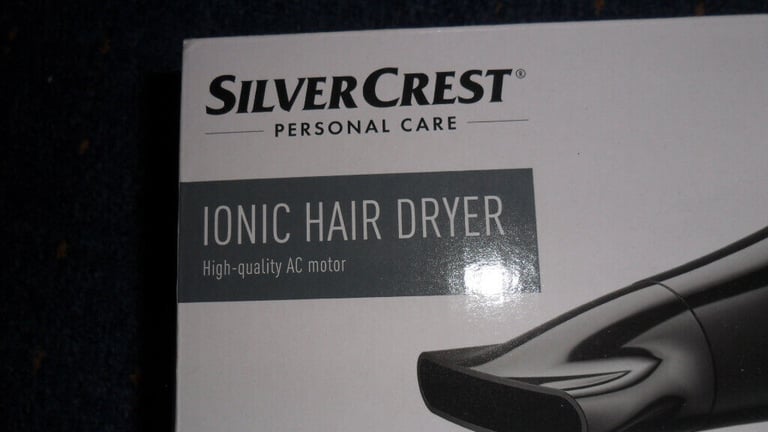 SILVERCREST®
PERSONAL CARE
IONIC HAIR DRYER
High-quality AC motor